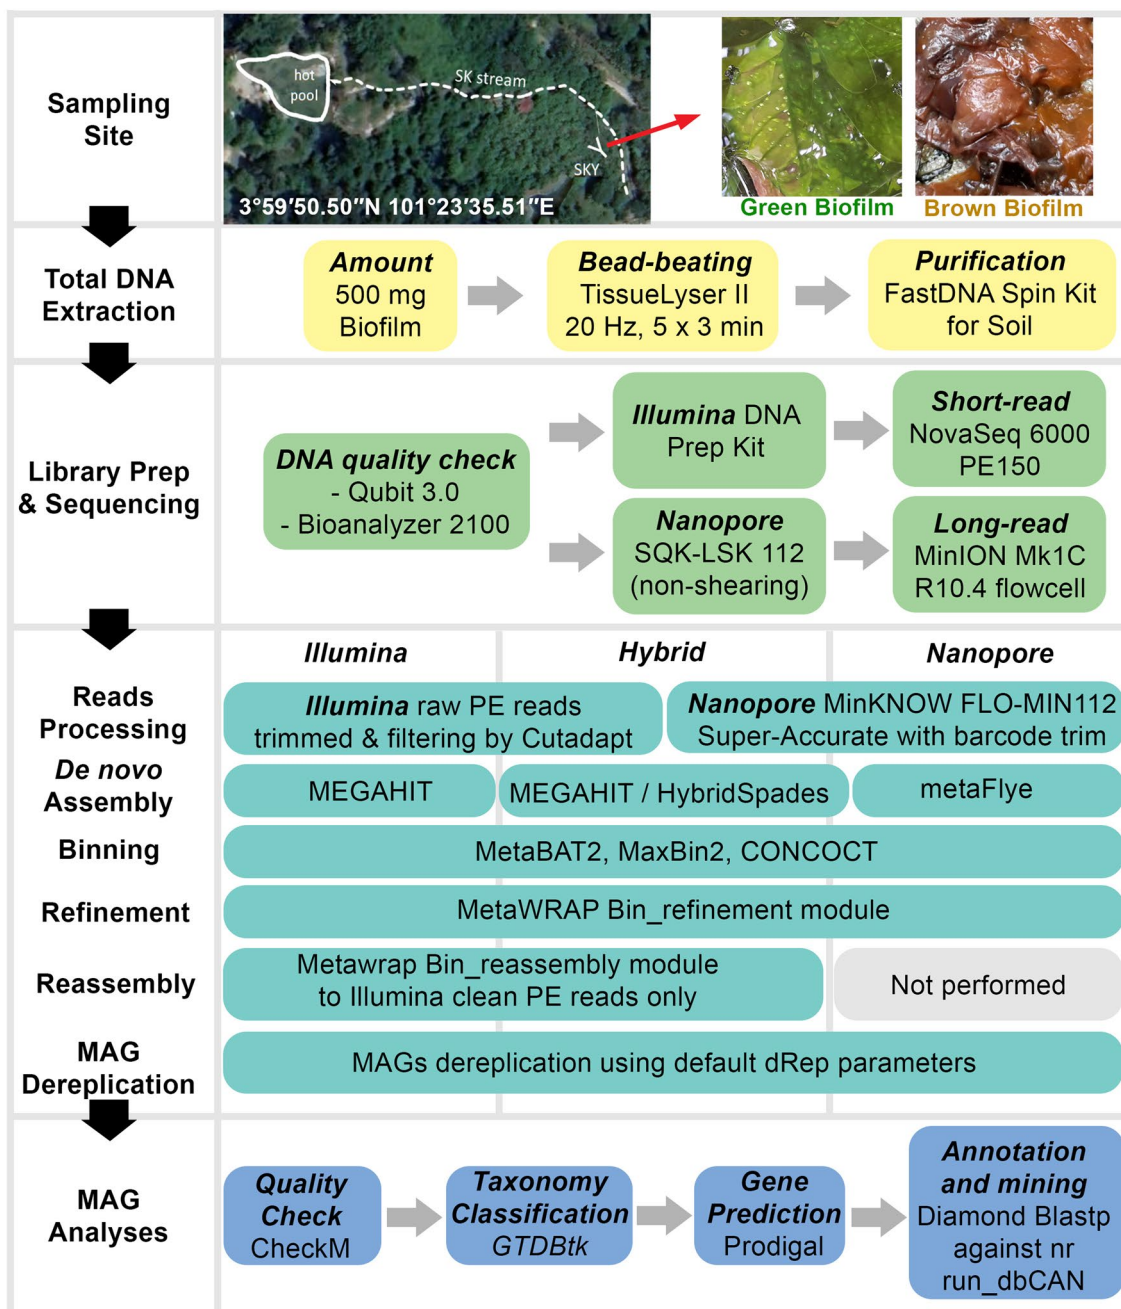 Sampling
Site
hot
pool
SK stream
SKY
3°59′50.50″N 101°23′35.51″E
Green Biofilm
Brown Biofilm
Total DNA
Extraction
Amount
500 mg
Biofilm
Bead-beating
TissueLyser II
20 Hz, 5 x 3 min
Purification
FastDNA Spin Kit
for Soil
Library Prep
& Sequencing
DNA quality check
- Qubit 3.0
- Bioanalyzer 2100
Illumina DNA
Prep Kit
Short-read
NovaSeq 6000
PE150
Nanopore
SQK-LSK 112
(non-shearing)
Long-read
MinION Mk1C
R10.4 flowcell
Illumina
Hybrid
Nanopore
Reads
Processing
Illumina raw PE reads
trimmed & filtering by Cutadapt
Nanopore MinKNOW FLO-MIN112
Super-Accurate with barcode trim
De novo
Assembly
MEGAHIT
MEGAHIT / HybridSpades
metaFlye
Binning
MetaBAT2, MaxBin2, CONCOCT
Refinement
MetaWRAP Bin_refinement module
Reassembly
Metawrap Bin_reassembly module
to Illumina clean PE reads only
Not performed
MAG
Dereplication
MAGs dereplication using default dRep parameters
MAG
Analyses
Quality
Check
CheckM
Taxonomy
Classification
GTDBtk
Gene
Prediction
Prodigal
Annotation
and mining
Diamond Blastp
against nr
run_dbCAN